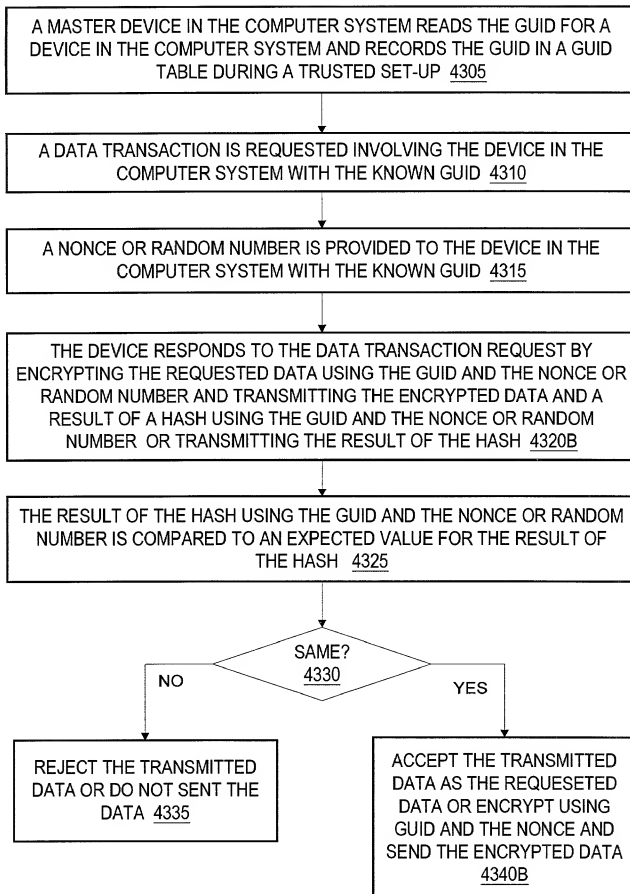 A MASTER DEVICE IN THE COMPUTER SYSTEM READS THE GUID FOR A
DEVICE IN THE COMPUTER SYSTEM AND RECORDS THE GUID IN A GUID
TABLE DURING A TRUSTED SET-UP 4305
A DATA TRANSACTION IS REQUESTED INVOLVING THE DEVICE IN THE
COMPUTER SYSTEM WITH THE KNOWN GUID 4310
A NONCE OR RANDOM NUMBER IS PROVIDED TO THE DEVICE IN THE
COMPUTER SYSTEM WITH THE KNOWN GUID 4315
THE DEVICE RESPONDS TO THE DATA TRANSACTION REQUEST BY
ENCRYPTING THE REQUESTED DATA USING THE GUID AND THE NONCE OR
RANDOM NUMBER AND TRANSMITTING THE ENCRYPTED DATA AND A
RESULT OF A HASH USING THE GUID AND THE NONCE OR RANDOM
NUMBER OR TRANSMITTING THE RESULT OF THE HASH 4320B
THE RESULT OF THE HASH USING THE GUID AND THE NONCE OR RANDOM
NUMBER IS COMPARED TO AN EXPECTED VALUE FOR THE RESULT OF
THE HASH 4325
SAME?
4330
NO
YES
REJECT THE TRANSMITTED
DATA OR DO NOT SENT THE
DATA 4335
ACCEPT THE TRANSMITTED
DATA AS THE REQUESETED
DATA OR ENCRYPT USING
GUID AND THE NONCE AND
SEND THE ENCRYPTED DATA
4340B